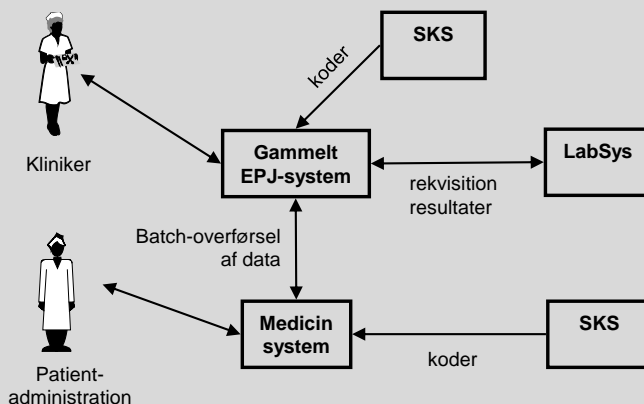 SKS
koder
Kliniker
Gammelt
EPJ-system
LabSys
rekvisition
resultater
Batch-overførsel
af data
Medicin
system
SKS
koder
Patient-
administration